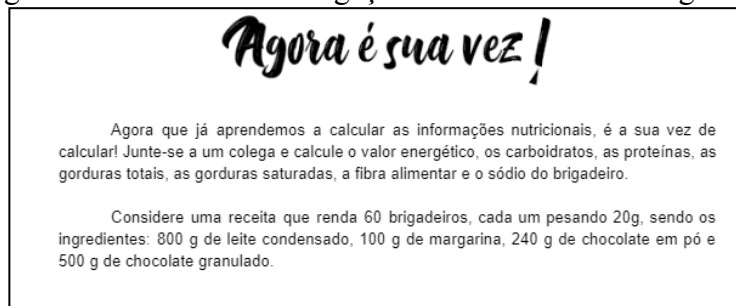 Agora é sua vez!
Agora que já aprendemos a calcular as informações nutricionais, é a sua vez de
calcular! Junte-se a um colega e calcule o valor energético, os carboidratos, as proteínas, as
gorduras totais, as gorduras saturadas, a fibra alimentar e o sódio do brigadeiro.
Considere uma receita que renda 60 brigadeiros, cada um pesando 20g, sendo os
ingredientes: 800 g de leite condensado, 100 g de margarina, 240 g de chocolate em pó e
500 g de chocolate granulado.